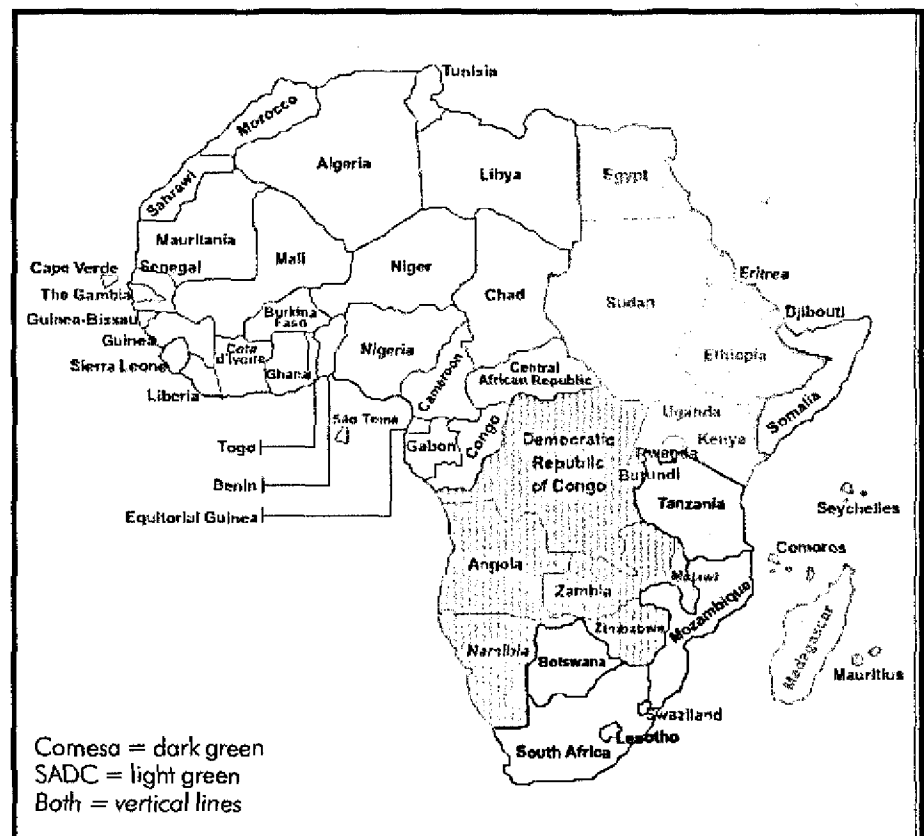 Tunisia
Morocco
Algeria
Libya
Egypt
Sahrawi
Mauritania
Mali
Niger
Chad
Sudan
Eritrea
Cape Verde
Senegal
The Gambia
Guinea-Bissau
Guinea
Sierra Leone
Liberia
Cote
d'Ivoire
Burkina
Faso
Ghana
Nigeria
Cameroon
Central
African Republic
Djibouti
Ethiopia
Somalia
Togo
São Tomé
Benin
Equitorial Guinea
Gabon
Congo
Democratic
Republic
of Congo
Uganda
Kenya
Rwanda
Burundi
Tanzania
Seychelles
Comoros
Angola
Zambia
Malawi
Mozambique
Zimbabwe
Namibia
Botswana
Madagascar
Mauritius
Swaziland
Lesotho
South Africa
Comesa = dark green
SADC = light green
Both = vertical lines